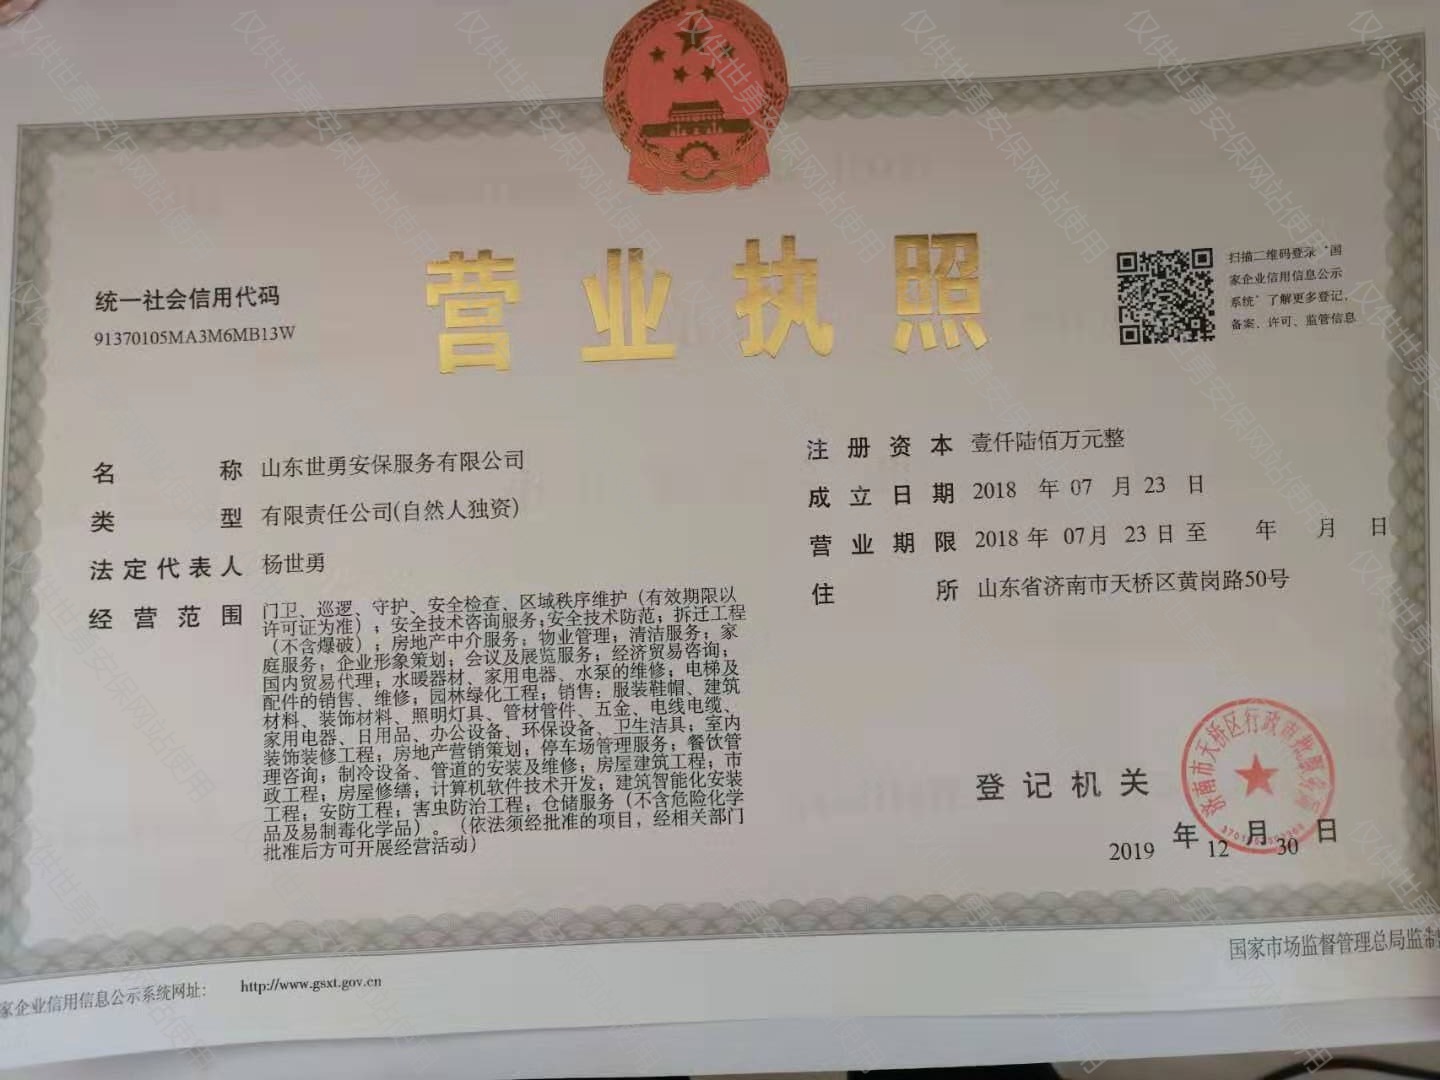 营业执照
统一社会信用代码
91370105MA3M6MB13W
扫描二维码登录“国
家企业信用信息公示
系统”了解更多登记、
备案、许可、监管信息
名 称 山东世勇安保服务有限公司
类 型 有限责任公司(自然人独资)
法定代表人 杨世勇
经营范围 门卫、巡逻、守护、安全检查、区域秩序维护（有效期限以
许可证为准）；安全技术咨询服务;安全技术防范；拆迁工程
（不含爆破）；房地产中介服务；物业管理；清洁服务；家
庭服务；企业形象策划；会议及展览服务；经济贸易咨询；
国内贸易代理；水暖器材、家用电器、水泵的维修；电梯及
配件的销售、维修；园林绿化工程；销售：服装鞋帽、建筑
材料、装饰材料、照明灯具、管材管件、五金、电线电缆、
家用电器、日用品、办公设备、环保设备、卫生洁具；室内
装饰装修工程；房地产营销策划；停车场管理服务；餐饮管
理咨询；制冷设备、管道的安装及维修；房屋建筑工程；市
政工程；房屋修缮；计算机软件技术开发；建筑智能化安装
工程；安防工程；害虫防治工程；仓储服务（不含危险化学
品及易制毒化学品）。（依法须经批准的项目，经相关部门
批准后方可开展经营活动）
注册资本 壹仟陆佰万元整
成立日期 2018 年 07 月 23 日
营业期限 2018 年 07月 23 日 至 年 月 日
住 所 山东省济南市天桥区黄岗路50号
登记机关
济南市天桥区行政审批服务局
2019 年 12 月 30 日
家企业信用信息公示系统网址：
http://www.gsxt.gov.cn
国家市场监督管理总局监制
仅供世勇安保网站使用